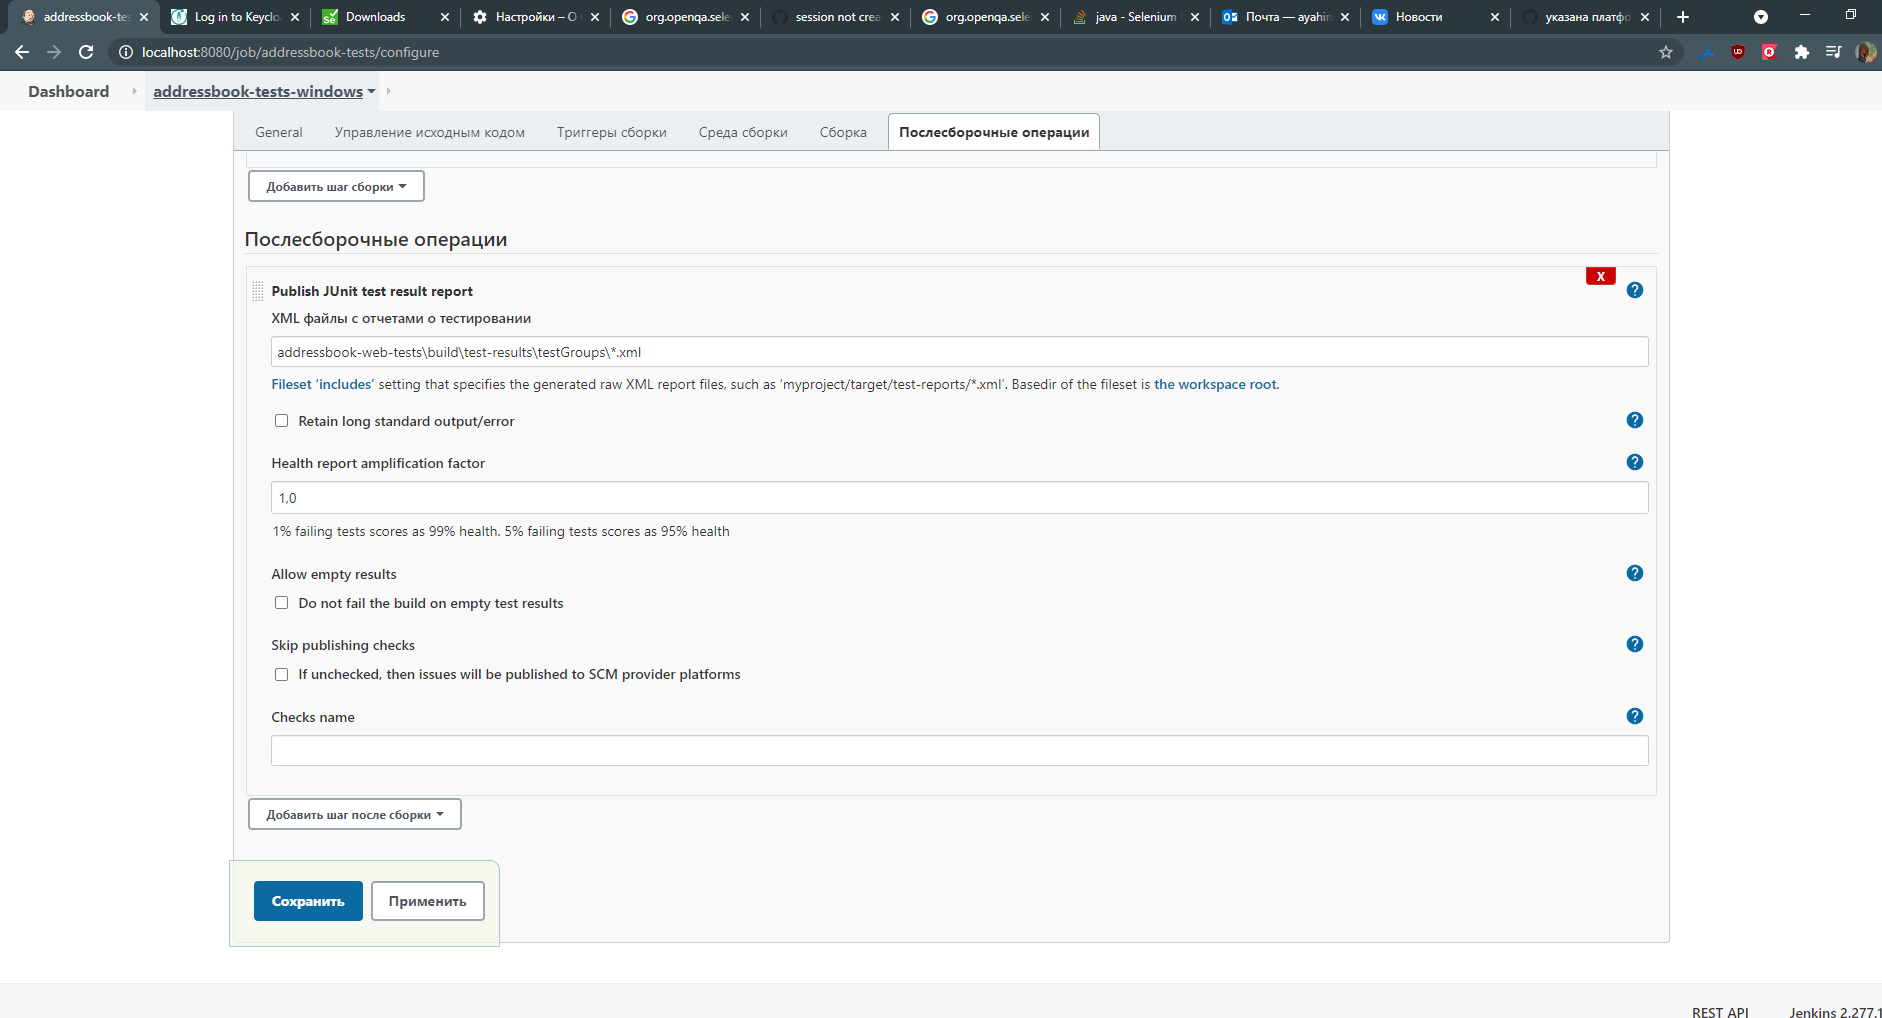 addressbook-tes
Log in to Keyclo
Downloads
Настройки – О
org.openqa.sele
session not crea
org.openqa.sele
java - Selenium
Почта — ayahin
Новости
указана платфо
localhost:8080/job/addressbook-tests/configure
Dashboard
addressbook-tests-windows
General
Управление исходным кодом
Триггеры сборки
Среда сборки
Сборка
Послесборочные операции
Добавить шаг сборки
Послесборочные операции
X
Publish JUnit test result report
XML файлы с отчетами о тестировании
addressbook-web-tests\build\test-results\testGroups\*.xml
Fileset ‘includes’ setting that specifies the generated raw XML report files, such as ‘myproject/target/test-reports/*.xml’. Basedir of the fileset is the workspace root.
Retain long standard output/error
Health report amplification factor
1,0
1% failing tests scores as 99% health. 5% failing tests scores as 95% health
Allow empty results
Do not fail the build on empty test results
Skip publishing checks
If unchecked, then issues will be published to SCM provider platforms
Checks name
Добавить шаг после сборки
Сохранить
Применить
REST API
Jenkins 2.277.1